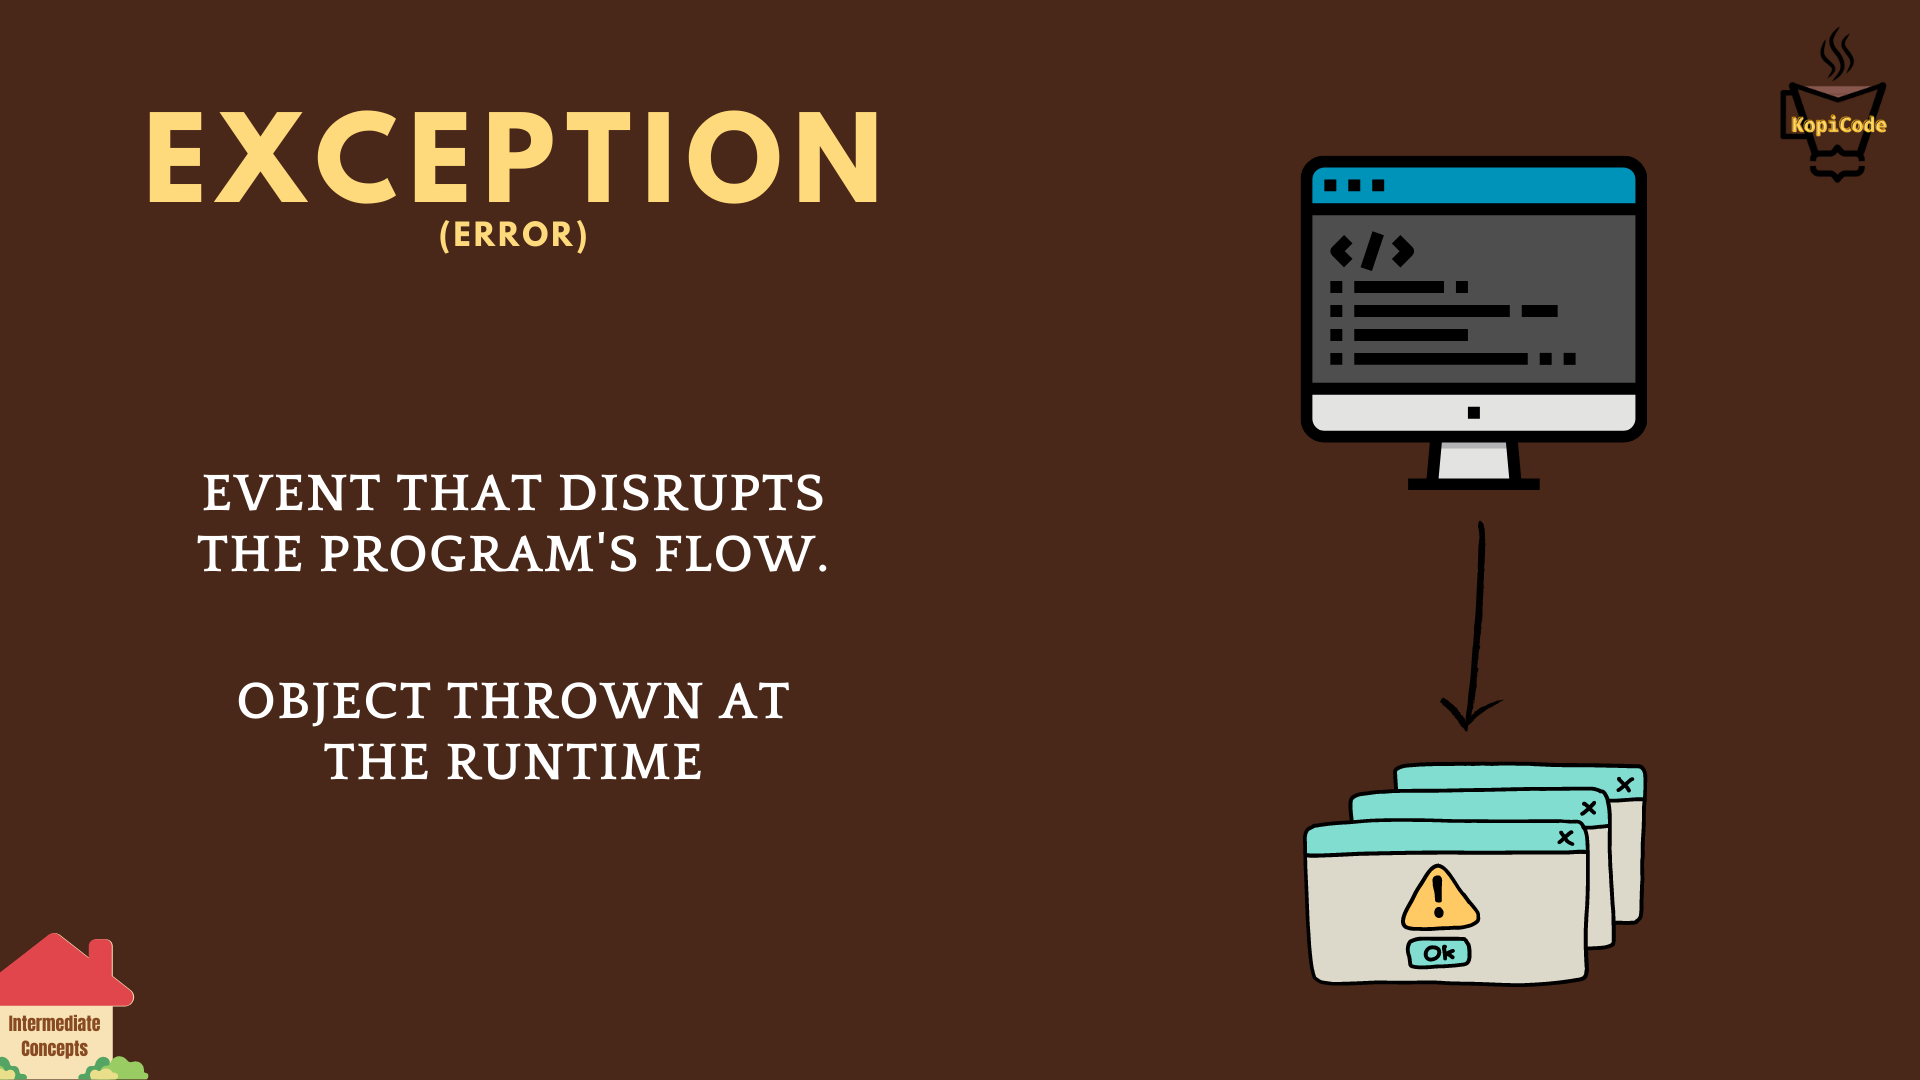 EXCEPTION
(ERROR)
EVENT THAT DISRUPTS
THE PROGRAM'S FLOW.
OBJECT THROWN AT
THE RUNTIME
KopiCode
</>
!
Ok
Intermediate
Concepts